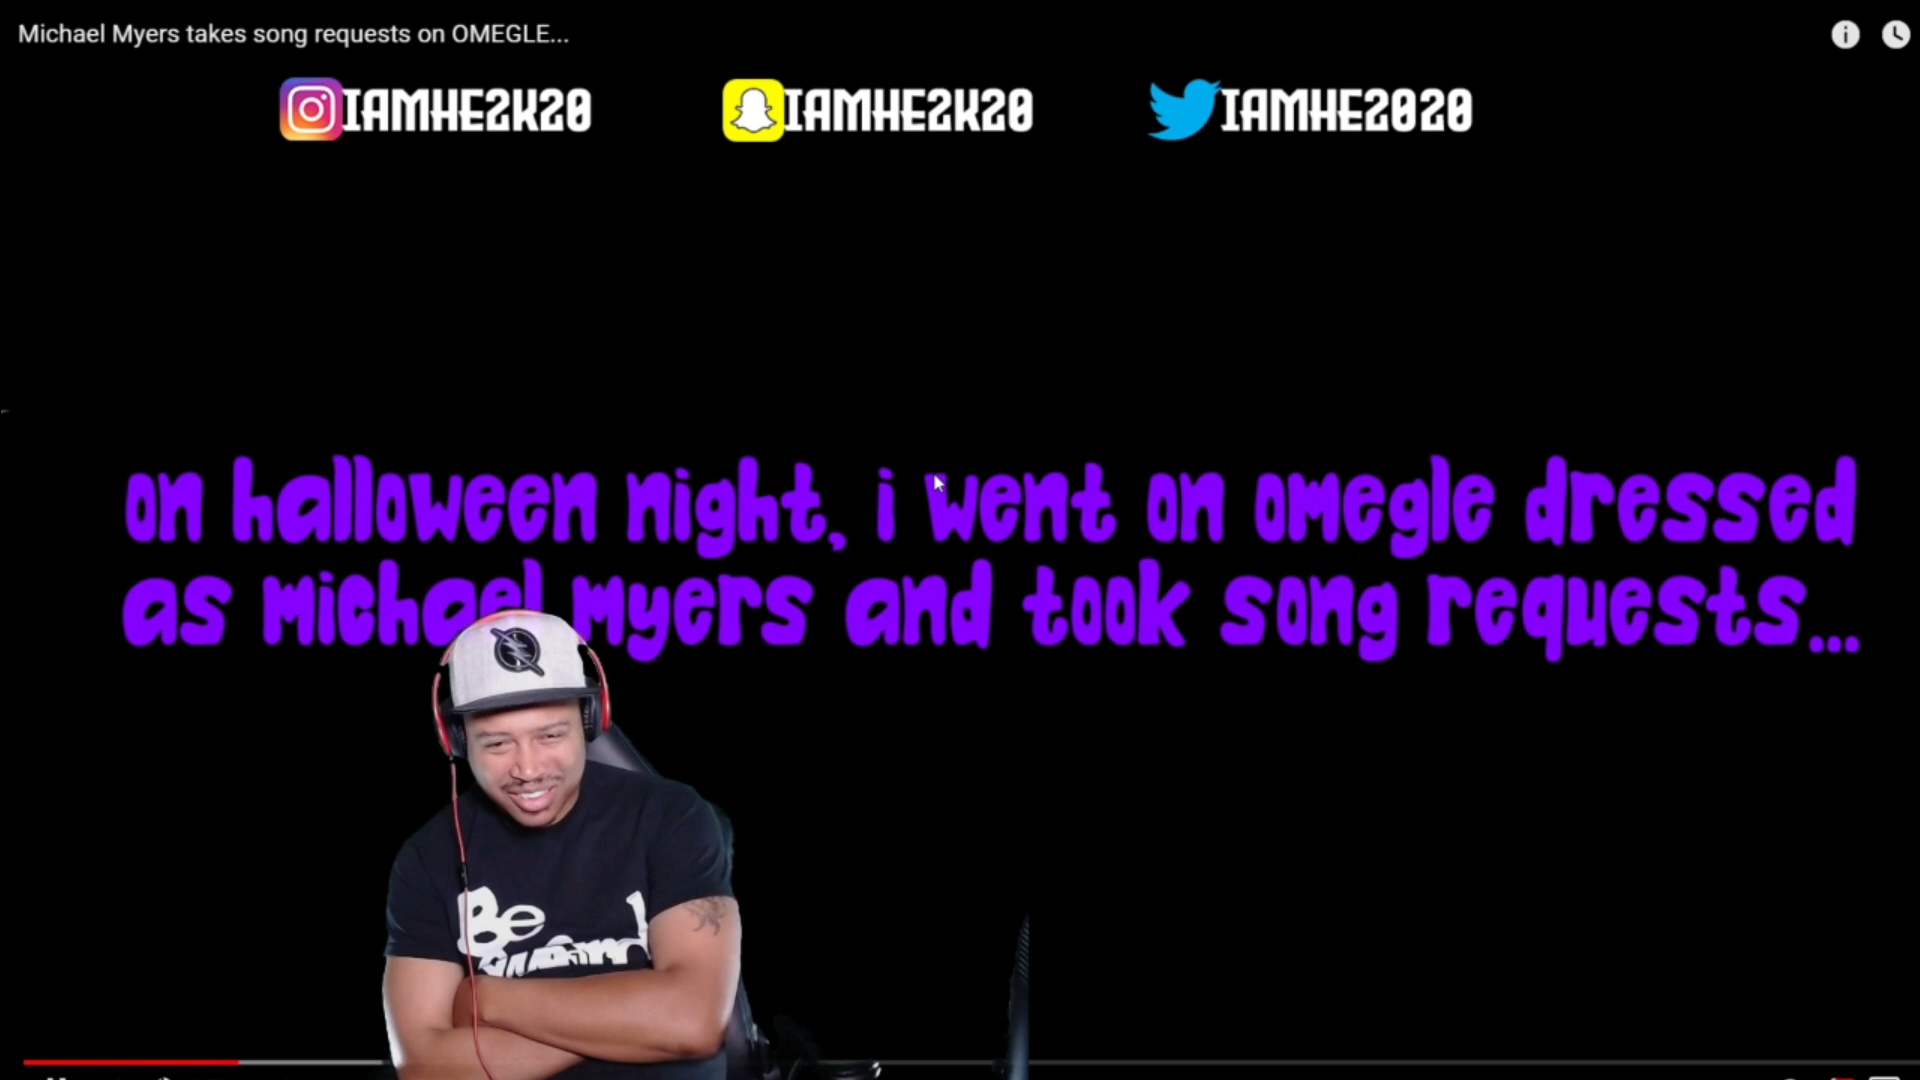 Michael Myers takes song requests on OMEGLE...
IAMHE2K20 IAMHE2K20 IAMHE2020
on halloween night, i went on omegle dressed
as michael myers and took song requests...
Be